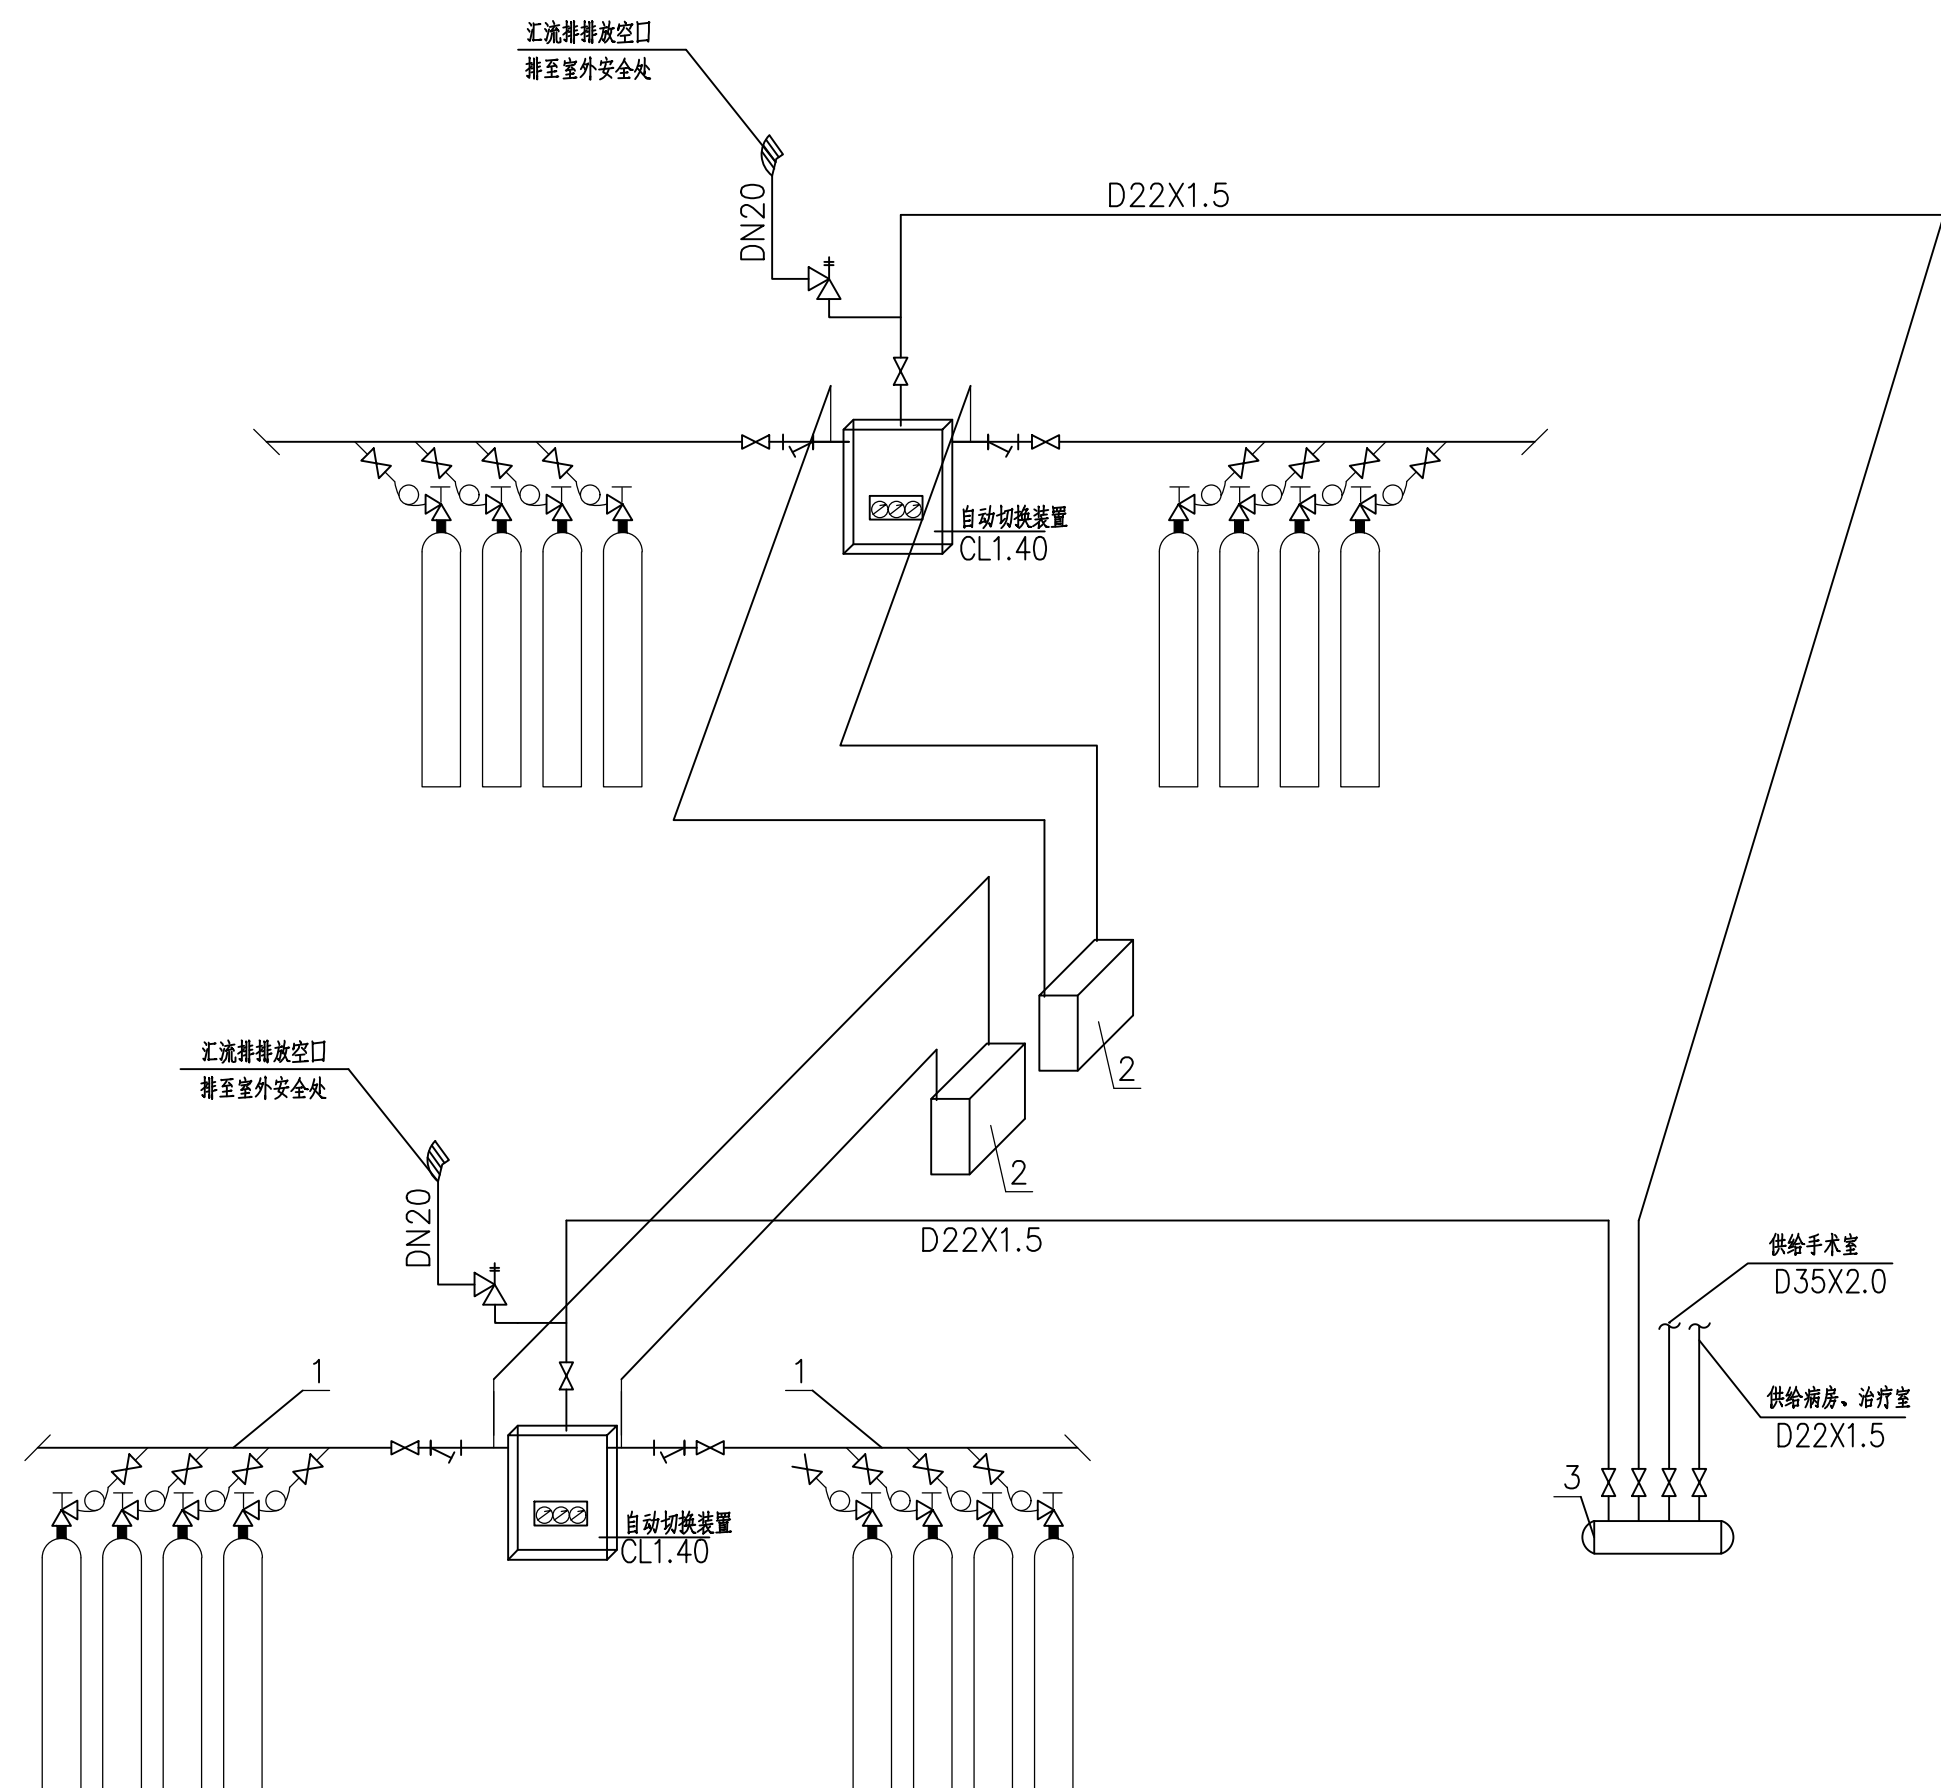 汇流排排放空口
排至室外安全处
DN20
D22X1.5
自动切换装置
CL1.40
2
2
汇流排排放空口
排至室外安全处
DN20
D22X1.5
供给手术室
D35X2.0
1
1
供给病房、治疗室
D22X1.5
3
自动切换装置
CL1.40